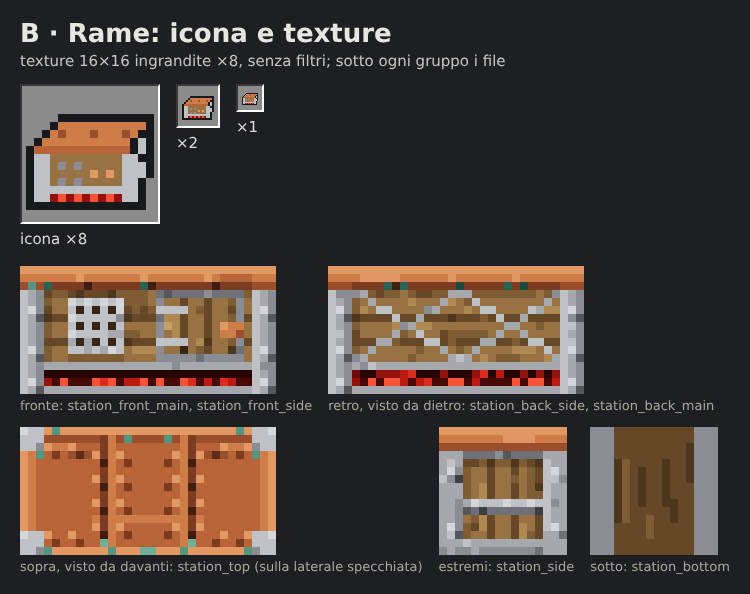 B · Rame: icona e texture
texture 16×16 ingrandite ×8, senza filtri; sotto ogni gruppo i file
×2
×1
icona ×8
fronte: station_front_main, station_front_side
retro, visto da dietro: station_back_side, station_back_main
sopra, visto da davanti: station_top (sulla laterale specchiata)
estremi: station_side
sotto: station_bottom